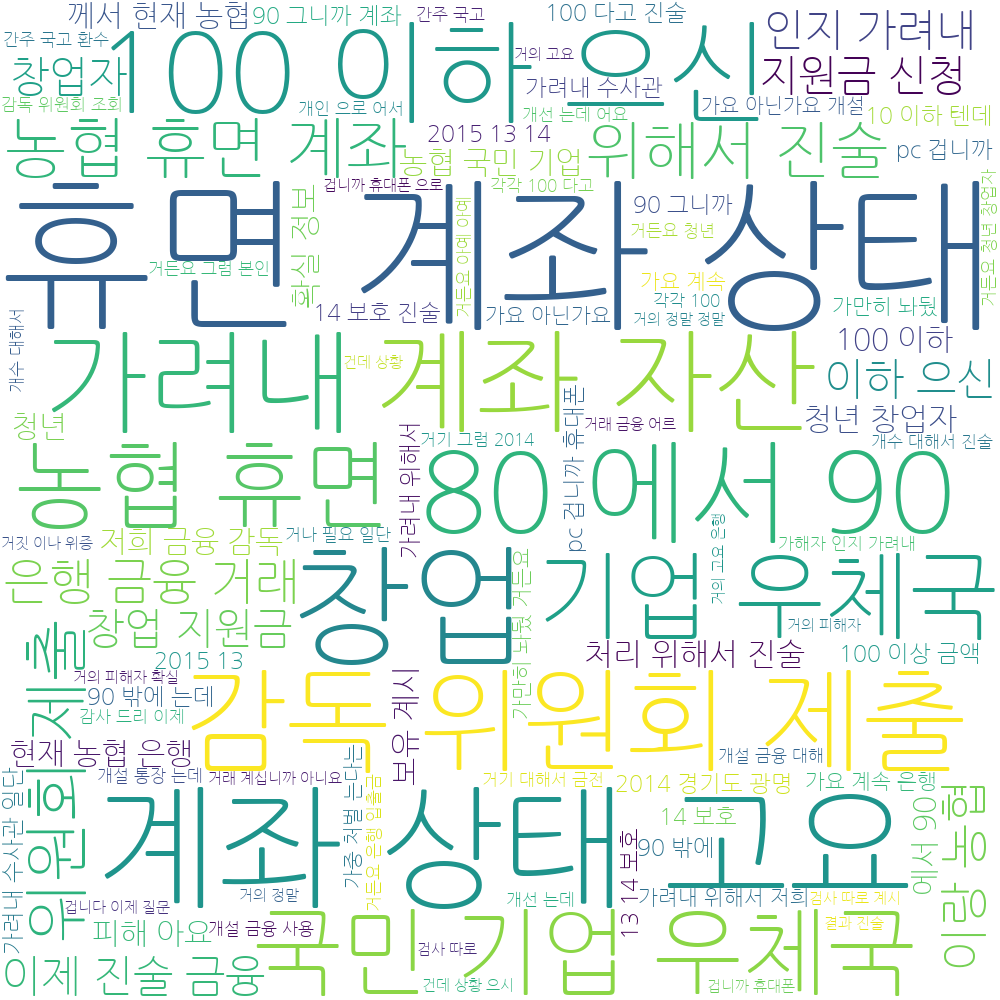 께서 현재 농협
90 그니까 계좌
간주 국고
100 다고 진술
인지 가려내
간주 국고 환수
100 이하 으신
거의 고요
창업자
가려내 수사관
지원금 신청
감독 위원회 조회
개인 으로 어서
개선 는데 어요
가요 아닌가요 개설
10 이하 텐데
농협 휴면 계좌
2015 13 14
농협 국민 기업
위해서 진술
pc 겁니까
겁니까 휴대폰 으로
각각 100 다고
휴면 계좌 상태
확실 정보
거든요 아예 아예
90 그니까
거든요 청년
거든요 청년 창업자
거든요 그럼 본인
가요 계속
각각 100
가만히 놔뒀
14 보호 진술
가요 아닌가요
거의 정말 정말
개수 대해서
가려내
계좌 자산
건데 상황
100 이하
이하 으신
청년
거래 금융 어르
청년 창업자
거기 그럼 2014
개수 대해서 진술
농협 휴면
80 에서 90
가려내 위해서
pc 겁니까 휴대폰
거짓 이나 위증
저희 금융 감독
거나 필요 일단
가해자 인지 가려내
은행 금융 거래
창업
기업 우체국
거의 고요 은행
가만히 놔뒀 거든요
창업 지원금
거의 피해자
제출
2015 13
처리 위해서 진술
100 이상 금액
거의 피해자 확실
감독 위원회 제출
90 밖에 는데
감사 드리 이제
보유 계시
현재 농협 은행
개설 금융 대해
개설 통장 는데
거래 계십니까 아니요
거기 대해서 금전
2014 경기도 광명
가요 계속 은행
위원회
가려내 수사관 일단
계좌 상태 고요
가중 처벌 는다는
거든요 은행 입출금
14 보호
90 밖에
에서 90
이랑 농협
거의 정말
개선 는데
가려내 위해서 저희
검사 따로 계시
겁니다 이제 질문
13 14 보호
결과 진술
피해 아요
개설 금융 사용
국민 기업 우체국
검사 따로
이제 진술 금융
건데 상황 으시
겁니까 휴대폰